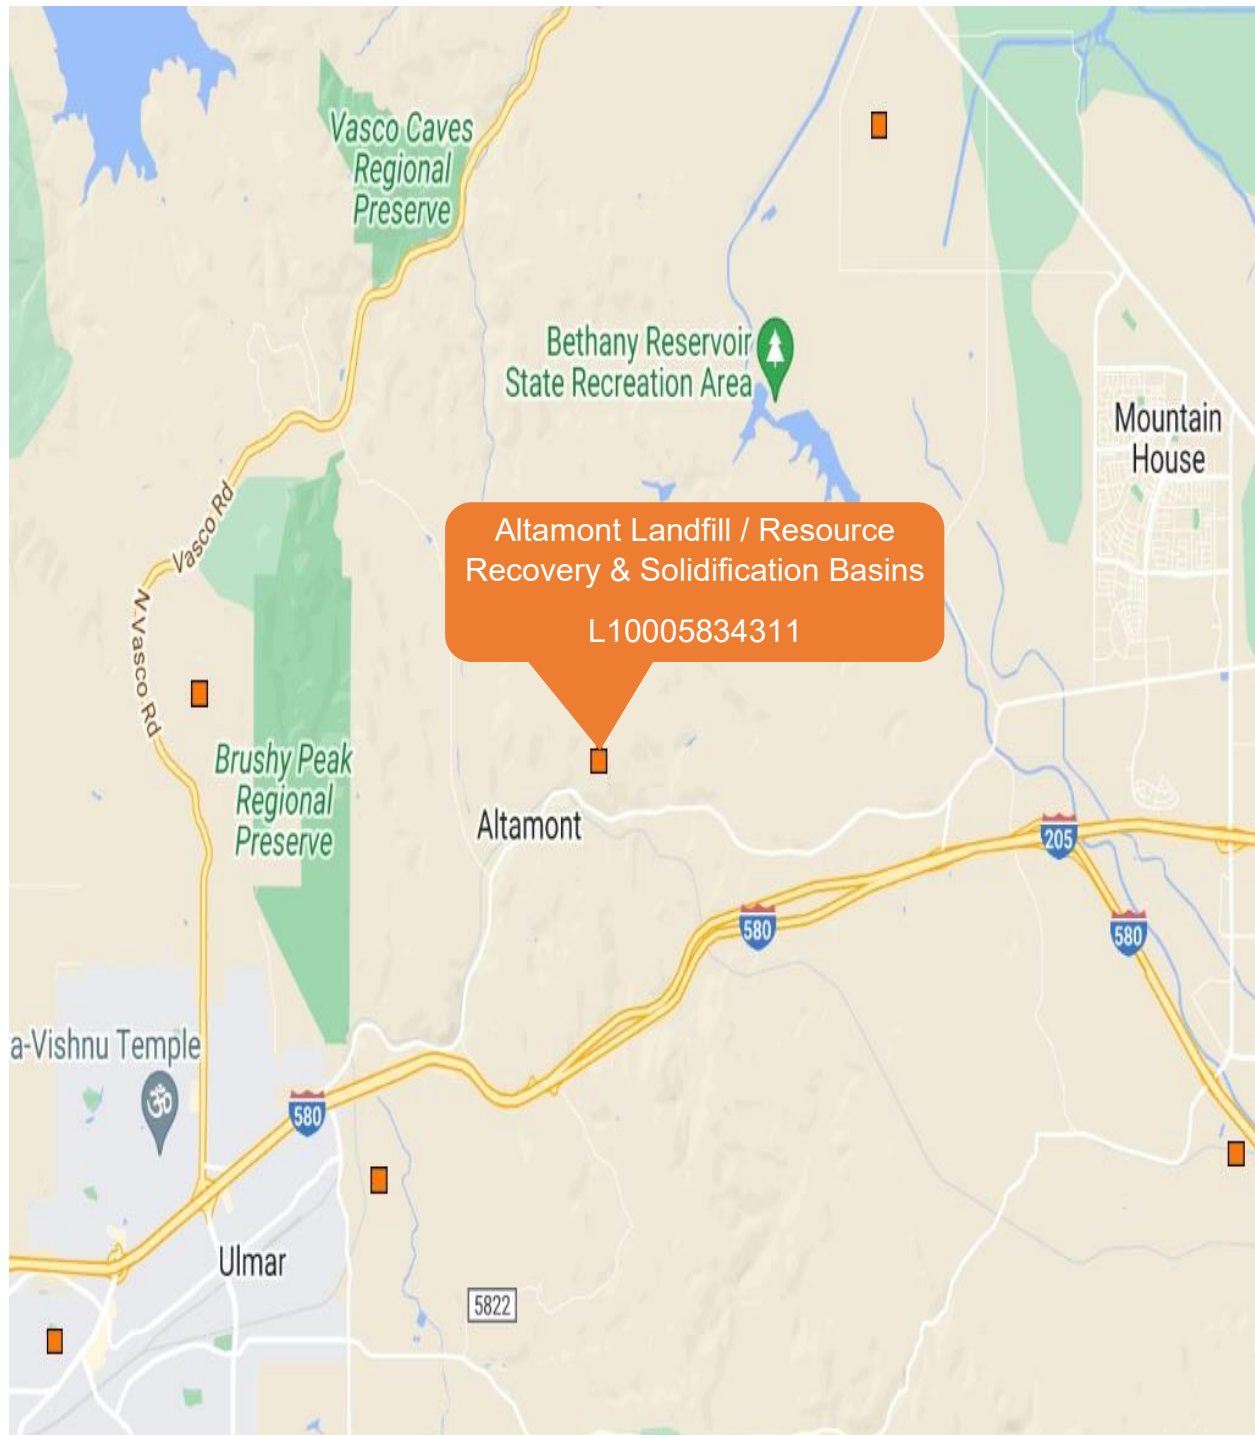 Vasco Caves
Regional
Preserve
Bethany Reservoir
State Recreation Area
Mountain
House
Vasco Rd
N Vasco Rd
Altamont Landfill / Resource
Recovery & Solidification Basins
L10005834311
Brushy Peak
Regional
Preserve
Altamont
205
580
580
a-Vishnu Temple
580
Ulmar
5822